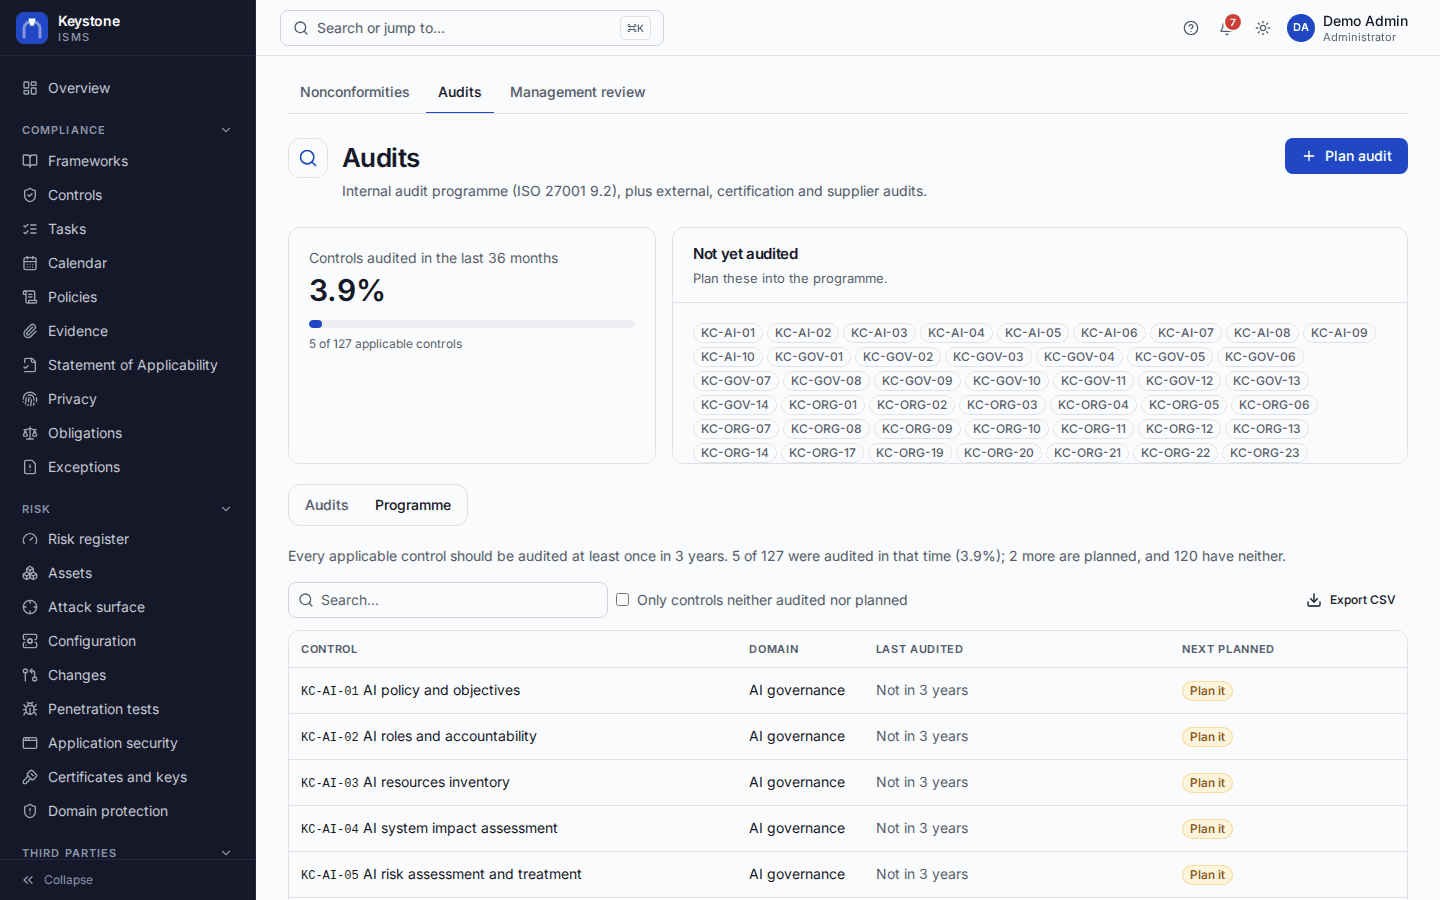 Keystone
ISMS
Search or jump to...
⌘K
7
DA
Demo Admin
Administrator
Overview
COMPLIANCE
Frameworks
Controls
Tasks
Calendar
Policies
Evidence
Statement of Applicability
Privacy
Obligations
Exceptions
RISK
Risk register
Assets
Attack surface
Configuration
Changes
Penetration tests
Application security
Certificates and keys
Domain protection
THIRD PARTIES
Collapse
Nonconformities
Audits
Management review
Audits
Internal audit programme (ISO 27001 9.2), plus external, certification and supplier audits.
Plan audit
Controls audited in the last 36 months
3.9%
5 of 127 applicable controls
Not yet audited
Plan these into the programme.
KC-AI-01 KC-AI-02 KC-AI-03 KC-AI-04 KC-AI-05 KC-AI-06 KC-AI-07 KC-AI-08 KC-AI-09
KC-AI-10 KC-GOV-01 KC-GOV-02 KC-GOV-03 KC-GOV-04 KC-GOV-05 KC-GOV-06
KC-GOV-07 KC-GOV-08 KC-GOV-09 KC-GOV-10 KC-GOV-11 KC-GOV-12 KC-GOV-13
KC-GOV-14 KC-ORG-01 KC-ORG-02 KC-ORG-03 KC-ORG-04 KC-ORG-05 KC-ORG-06
KC-ORG-07 KC-ORG-08 KC-ORG-09 KC-ORG-10 KC-ORG-11 KC-ORG-12 KC-ORG-13
KC-ORG-14 KC-ORG-17 KC-ORG-19 KC-ORG-20 KC-ORG-21 KC-ORG-22 KC-ORG-23
Audits Programme
Every applicable control should be audited at least once in 3 years. 5 of 127 were audited in that time (3.9%); 2 more are planned, and 120 have neither.
Search...
Only controls neither audited nor planned
Export CSV
CONTROL DOMAIN LAST AUDITED NEXT PLANNED
KC-AI-01 AI policy and objectives AI governance Not in 3 years Plan it
KC-AI-02 AI roles and accountability AI governance Not in 3 years Plan it
KC-AI-03 AI resources inventory AI governance Not in 3 years Plan it
KC-AI-04 AI system impact assessment AI governance Not in 3 years Plan it
KC-AI-05 AI risk assessment and treatment AI governance Not in 3 years Plan it